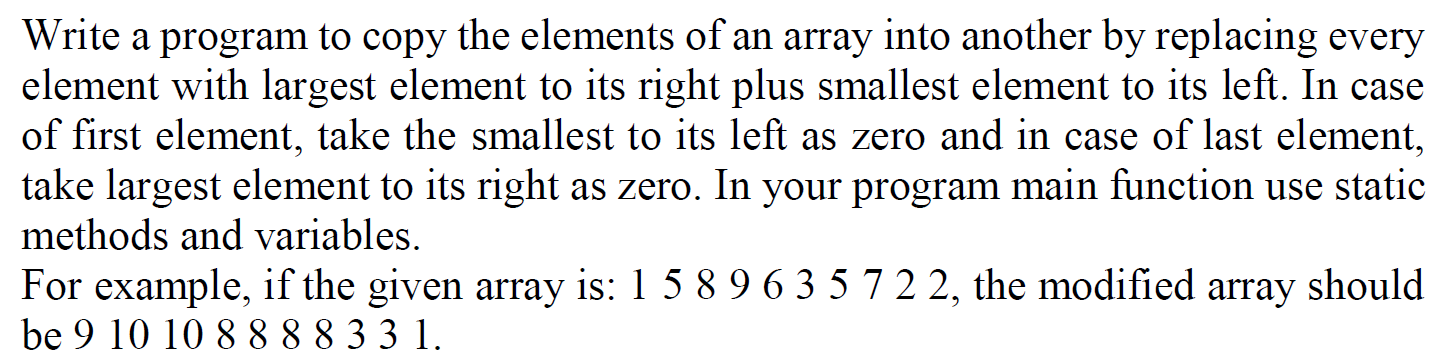 Write a program to copy the elements of an array into another by replacing every
element with largest element to its right plus smallest element to its left. In case
of first element, take the smallest to its left as zero and in case of last element,
take largest element to its right as zero. In your program main function use static
methods and variables.
For example, if the given array is: 1 5 8 9 6 3 5 7 2 2, the modified array should
be 9 10 10 8 8 8 8 3 3 1.